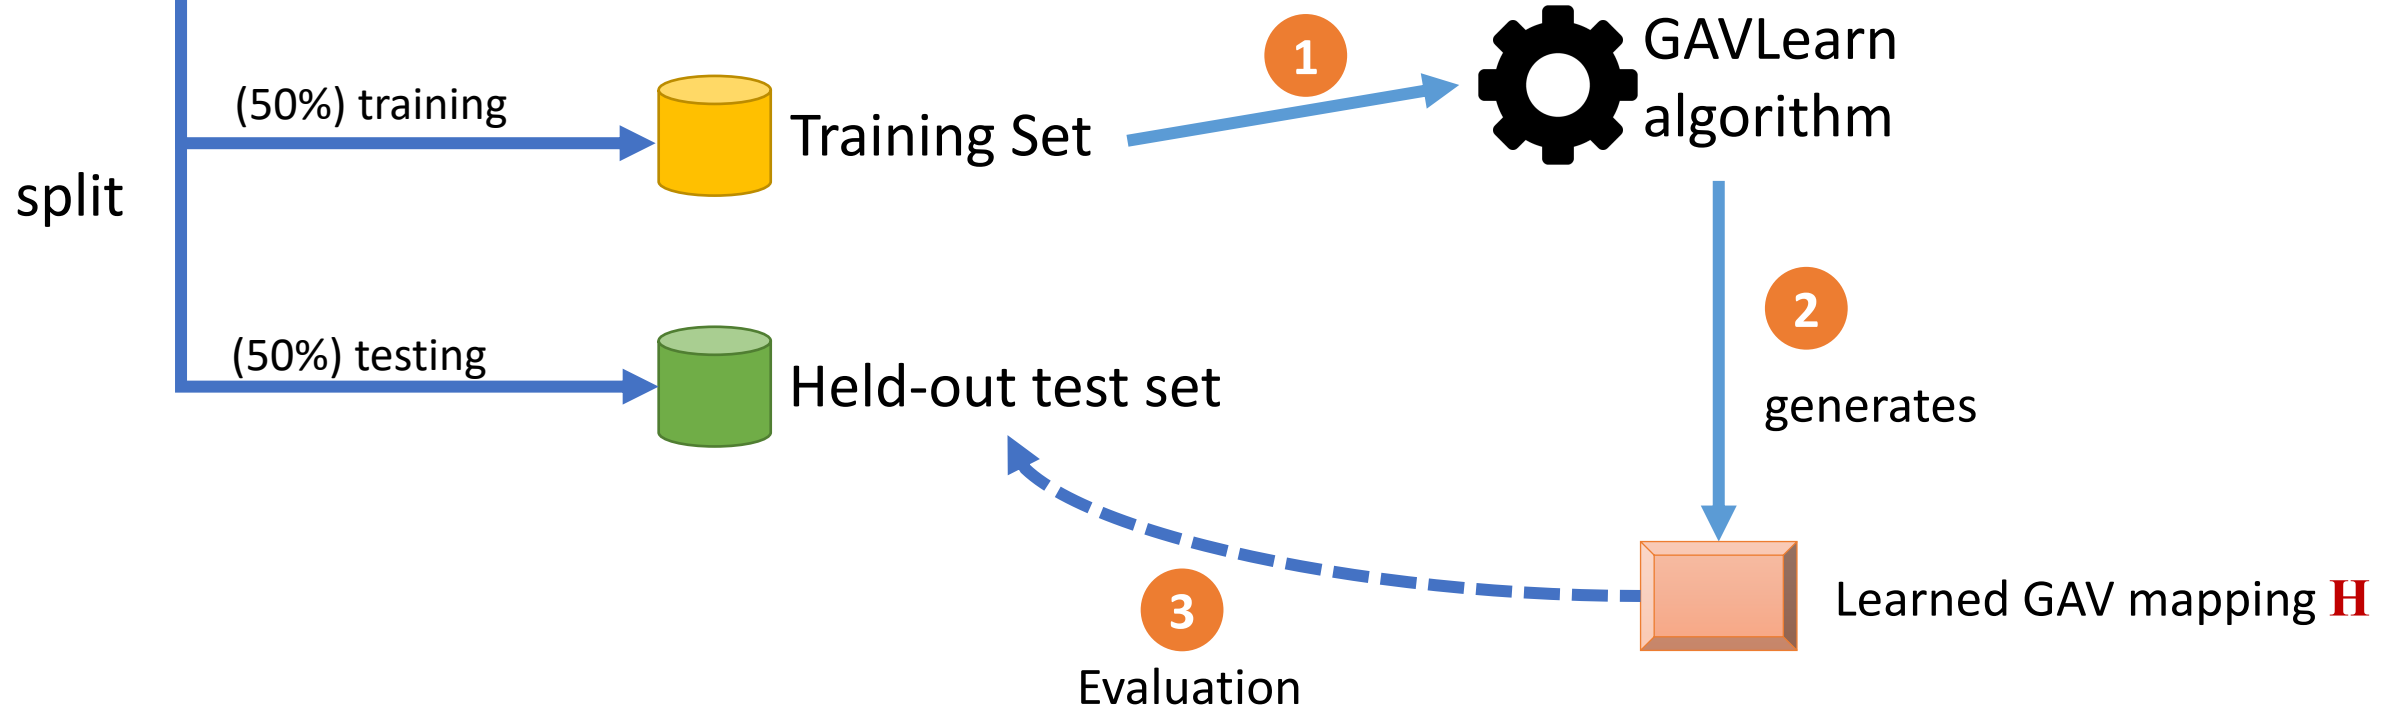 split
(50%) training
Training Set
1
GAVLearn
algorithm
(50%) testing
Held-out test set
2
generates
Learned GAV mapping H
3
Evaluation